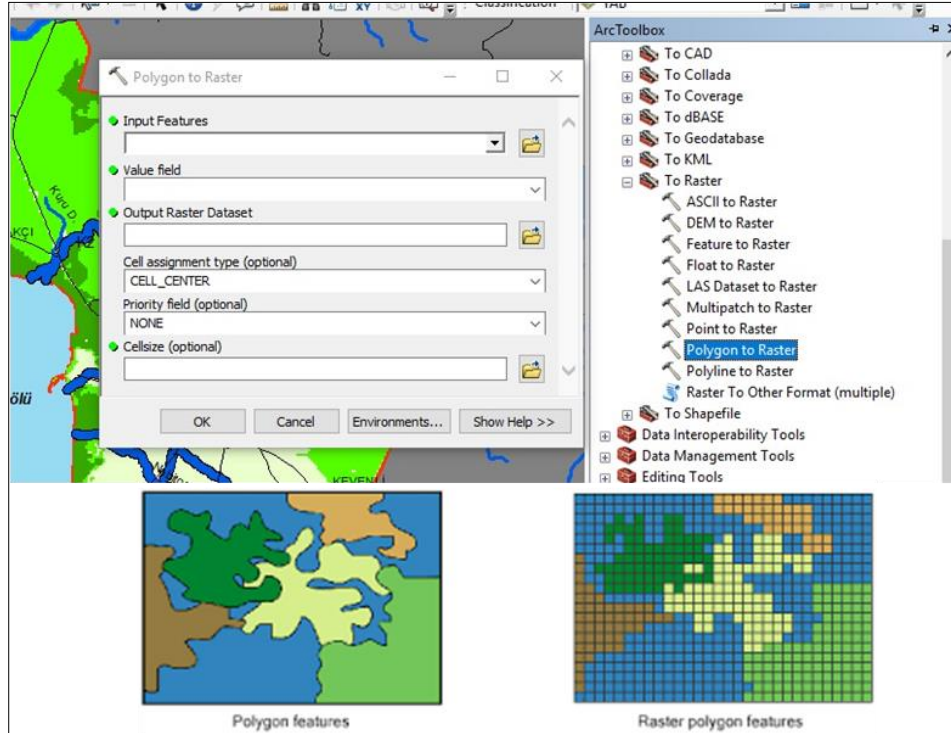 Classification
ArcToolbox
To CAD
To Collada
To Coverage
To dBASE
To Geodatabase
To KML
To Raster
ASCII to Raster
DEM to Raster
Feature to Raster
Float to Raster
LAS Dataset to Raster
Multipatch to Raster
Point to Raster
Polygon to Raster
Polyline to Raster
Raster To Other Format (multiple)
To Shapefile
Data Interoperability Tools
Data Management Tools
Editing Tools
Polygon to Raster
Input Features
Value field
Output Raster Dataset
Cell assignment type (optional)
CELL_CENTER
Priority field (optional)
NONE
Cellsize (optional)
OK
Cancel
Environments...
Show Help >>
Kuru D.
KÇI
KZ
ölü
KEVEN
Polygon features
Raster polygon features